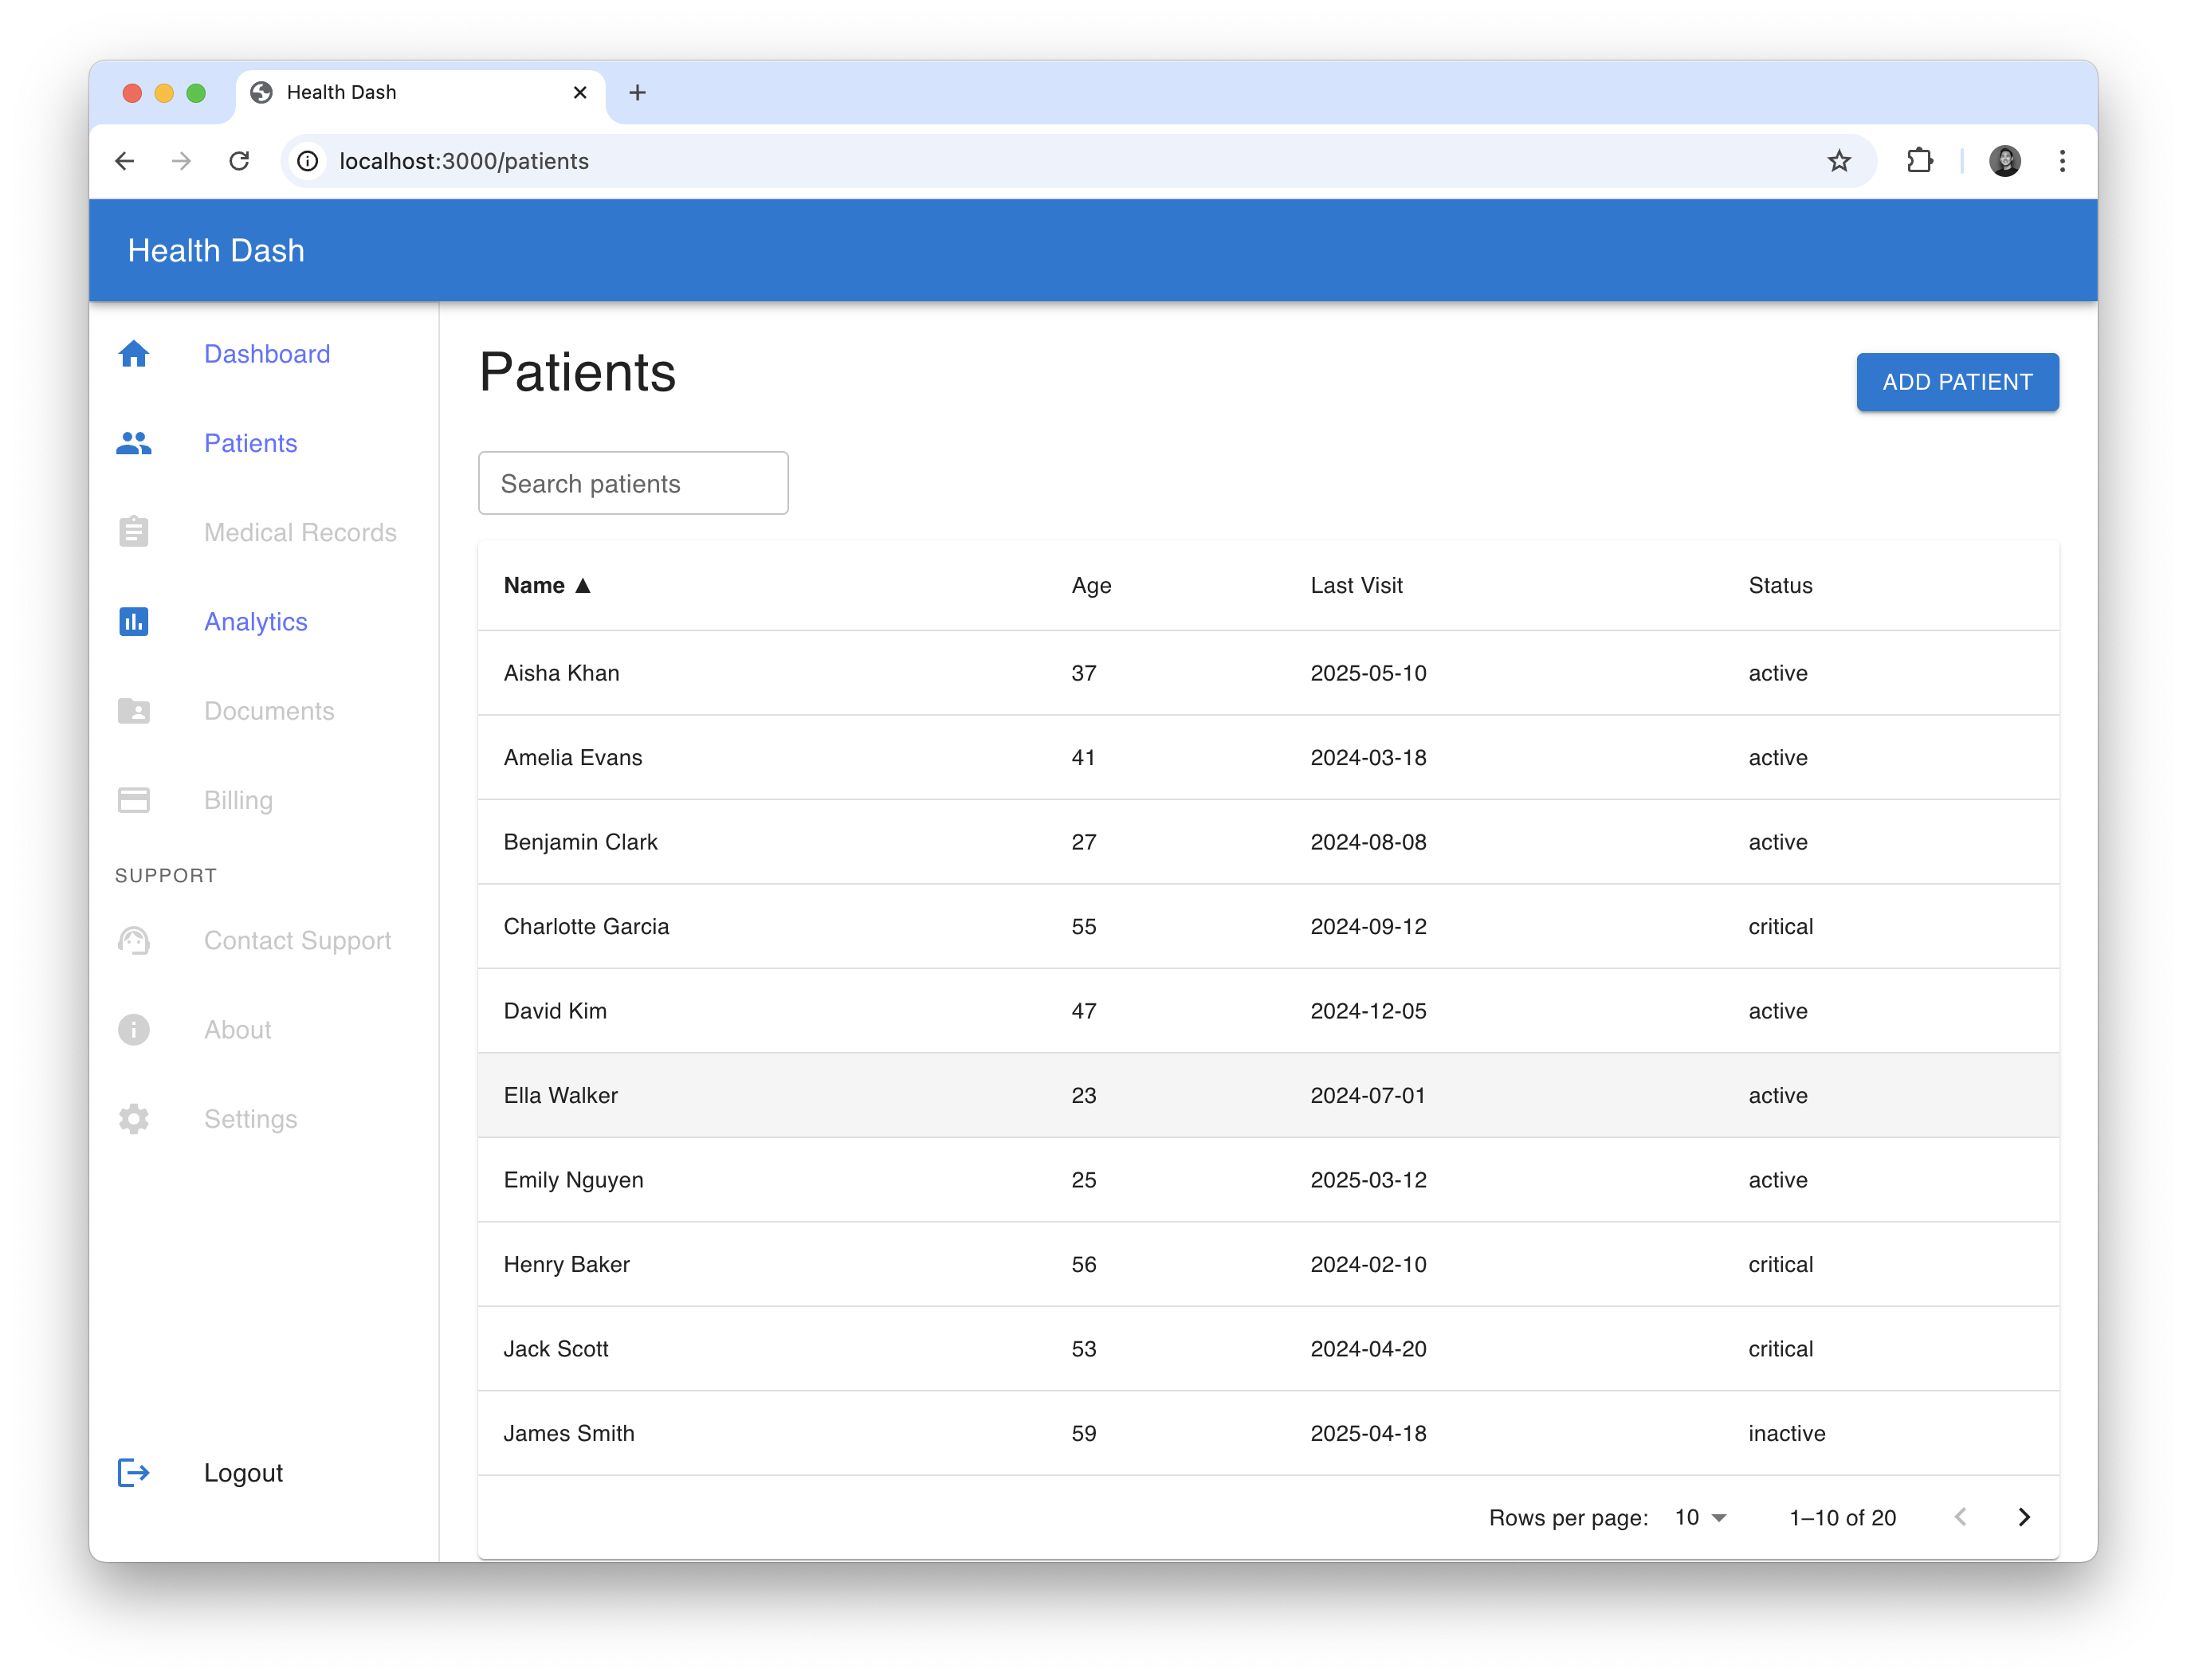 Health Dash
localhost:3000/patients
Health Dash
Dashboard
Patients
Medical Records
Analytics
Documents
Billing
SUPPORT
Contact Support
About
Settings
Logout
Patients
ADD PATIENT
Search patients
Name ▲ Age Last Visit Status
Aisha Khan 37 2025-05-10 active
Amelia Evans 41 2024-03-18 active
Benjamin Clark 27 2024-08-08 active
Charlotte Garcia 55 2024-09-12 critical
David Kim 47 2024-12-05 active
Ella Walker 23 2024-07-01 active
Emily Nguyen 25 2025-03-12 active
Henry Baker 56 2024-02-10 critical
Jack Scott 53 2024-04-20 critical
James Smith 59 2025-04-18 inactive
Rows per page: 10 1–10 of 20